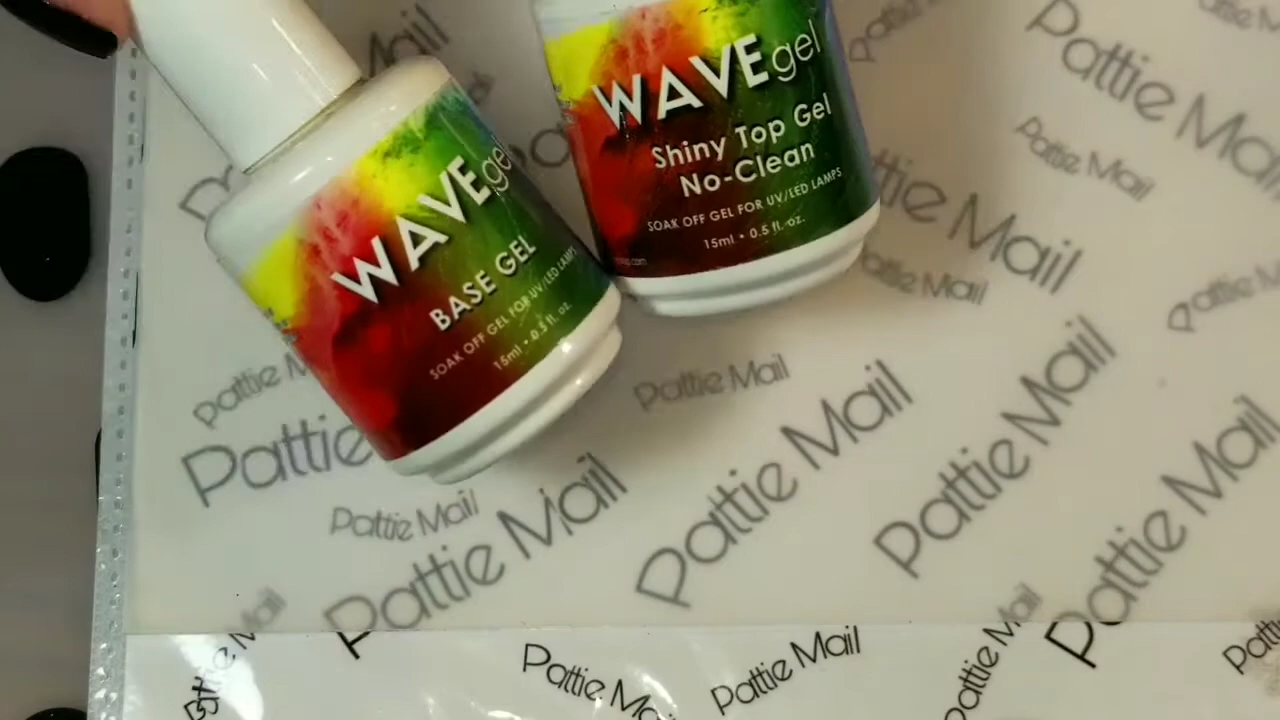 WAVEgel
BASE GEL
SOAK OFF GEL FOR UV/LED LAMPS
15ml • 0.5 fl. oz.
WAVEgel
Shiny Top Gel
No-Clean
SOAK OFF GEL FOR UV/LED LAMPS
15ml • 0.5 fl. oz.
Mail
Pattie Mail
Pattie Mail
Pattie Mail
Pattie Mail
Pattie
Pattie Mail
Pattie Mail
Pattie Mail
Pattie Mail
Pattie Mail
Pattie Mail
Pattie Mail
Pattie Mail
Pattie Mail